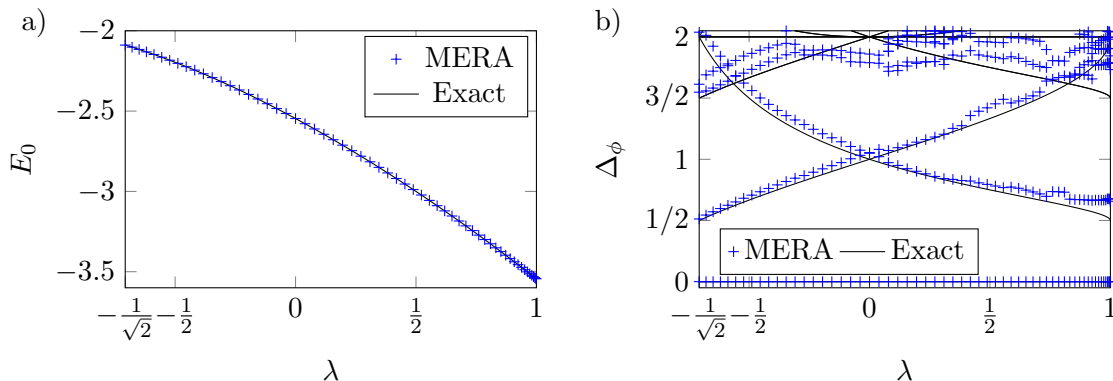 a)
−2
−2.5
−3
−3.5
E₀
+ MERA
— Exact
−1/√2 −1/2 0 1/2 1
λ
b)
2
3/2
1
1/2
0
Δ_ϕ
+ MERA — Exact
−1/√2 −1/2 0 1/2 1
λ